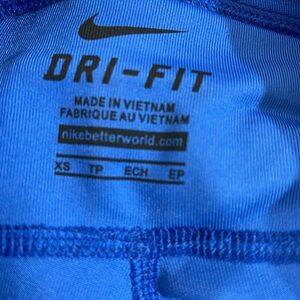 DRI-FIT
MADE IN VIETNAM
FABRIQUE AU VIETNAM
nikebetterworld.com
XS TP ECH EP